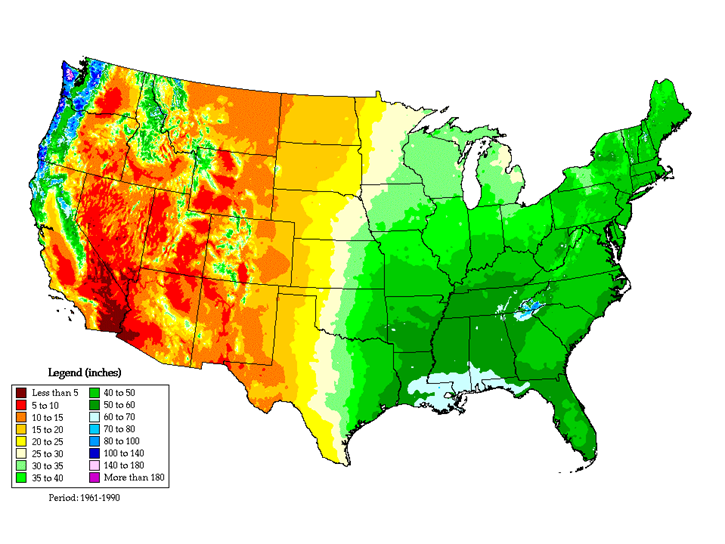 Legend (inches)
Less than 5
5 to 10
10 to 15
15 to 20
20 to 25
25 to 30
30 to 35
35 to 40
40 to 50
50 to 60
60 to 70
70 to 80
80 to 100
100 to 140
140 to 180
More than 180
Period: 1961-1990